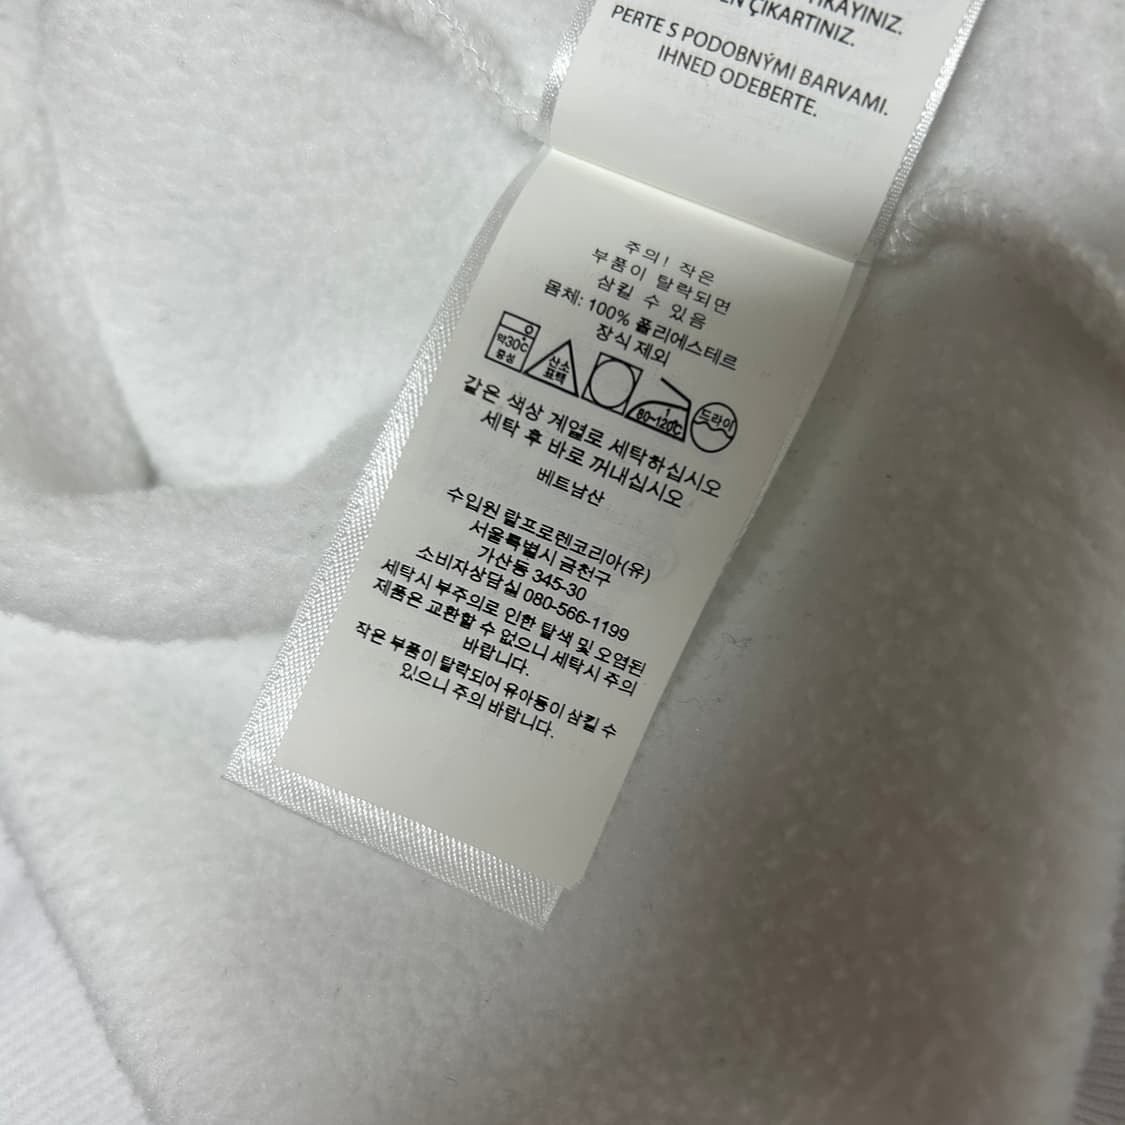 TIKAYINIZ.
ÇIKARTINIZ.
PERTE S PODOBNÝMI BARVAMI.
IHNED ODEBERTE.
주의! 작은
부품이 탈락되면
삼킬 수 있음
몸체: 100% 폴리에스테르
장식 제외
약30℃
중성
산소
표택
1
80~120℃
드라이
같은 색상 계열로 세탁하십시오
세탁 후 바로 꺼내십시오
베트남산
수입원 랄프로렌코리아(유)
서울특별시 금천구
가산동 345-30
소비자상담실 080-566-1199
세탁시 부주의로 인한 탈색 및 오염된
제품은 교환할 수 없으니 세탁시 주의
바랍니다.
작은 부품이 탈락되어 유아동이 삼킬 수
있으니 주의 바랍니다.